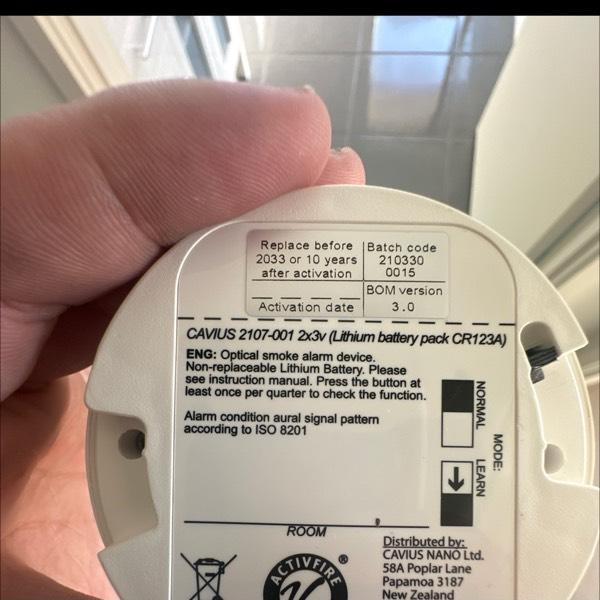 Replace before
2033 or 10 years
after activation
Activation date
Batch code
210330
0015
BOM version
3.0
CAVIUS 2107-001 2x3v (Lithium battery pack CR123A)
ENG: Optical smoke alarm device.
Non-replaceable Lithium Battery. Please
see instruction manual. Press the button at
least once per quarter to check the function.
Alarm condition aural signal pattern
according to ISO 8201
NORMAL
MODE:
LEARN
ROOM
ACTIVFIRE
®
Distributed by:
CAVIUS NANO Ltd.
58A Poplar Lane
Papamoa 3187
New Zealand